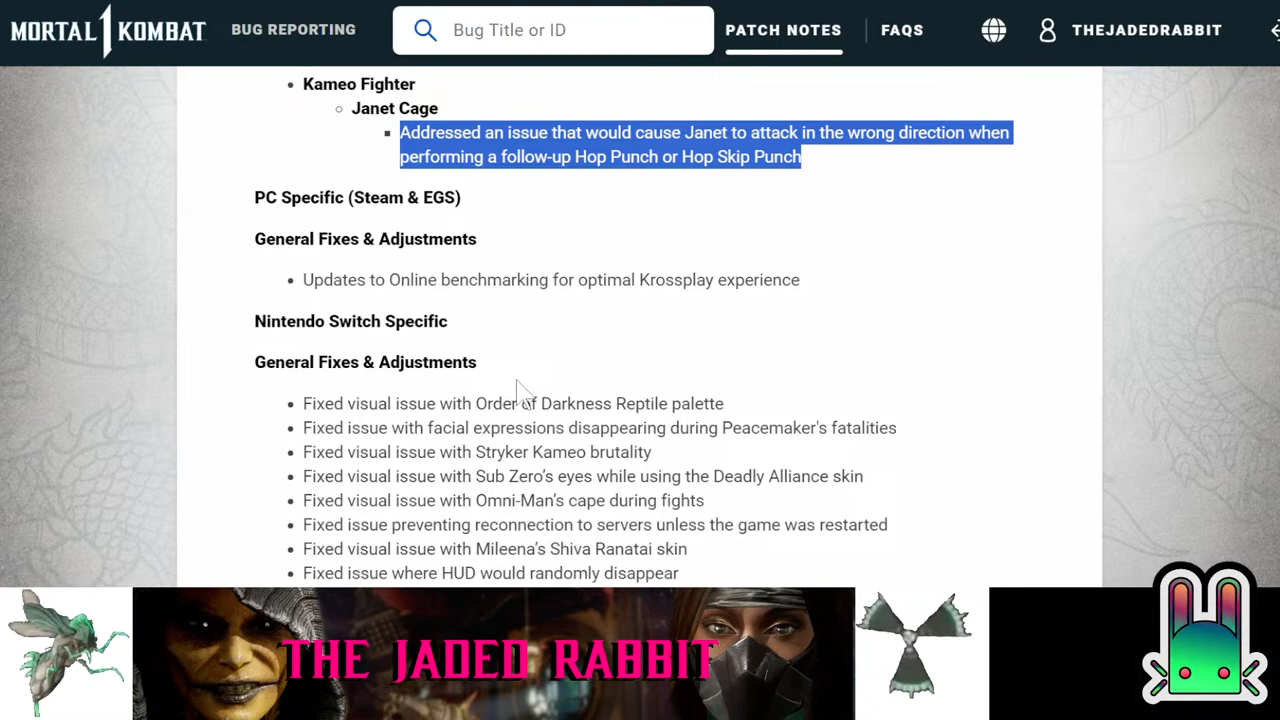 MORTAL KOMBAT BUG REPORTING Bug Title or ID PATCH NOTES FAQS THEJADEDRABBIT
Kameo Fighter
Janet Cage
Addressed an issue that would cause Janet to attack in the wrong direction when
performing a follow-up Hop Punch or Hop Skip Punch
PC Specific (Steam & EGS)
General Fixes & Adjustments
Updates to Online benchmarking for optimal Krossplay experience
Nintendo Switch Specific
General Fixes & Adjustments
Fixed visual issue with Order of Darkness Reptile palette
Fixed issue with facial expressions disappearing during Peacemaker's fatalities
Fixed visual issue with Stryker Kameo brutality
Fixed visual issue with Sub Zero’s eyes while using the Deadly Alliance skin
Fixed visual issue with Omni-Man’s cape during fights
Fixed issue preventing reconnection to servers unless the game was restarted
Fixed visual issue with Mileena’s Shiva Ranatai skin
Fixed issue where HUD would randomly disappear
THE JADED RABBIT